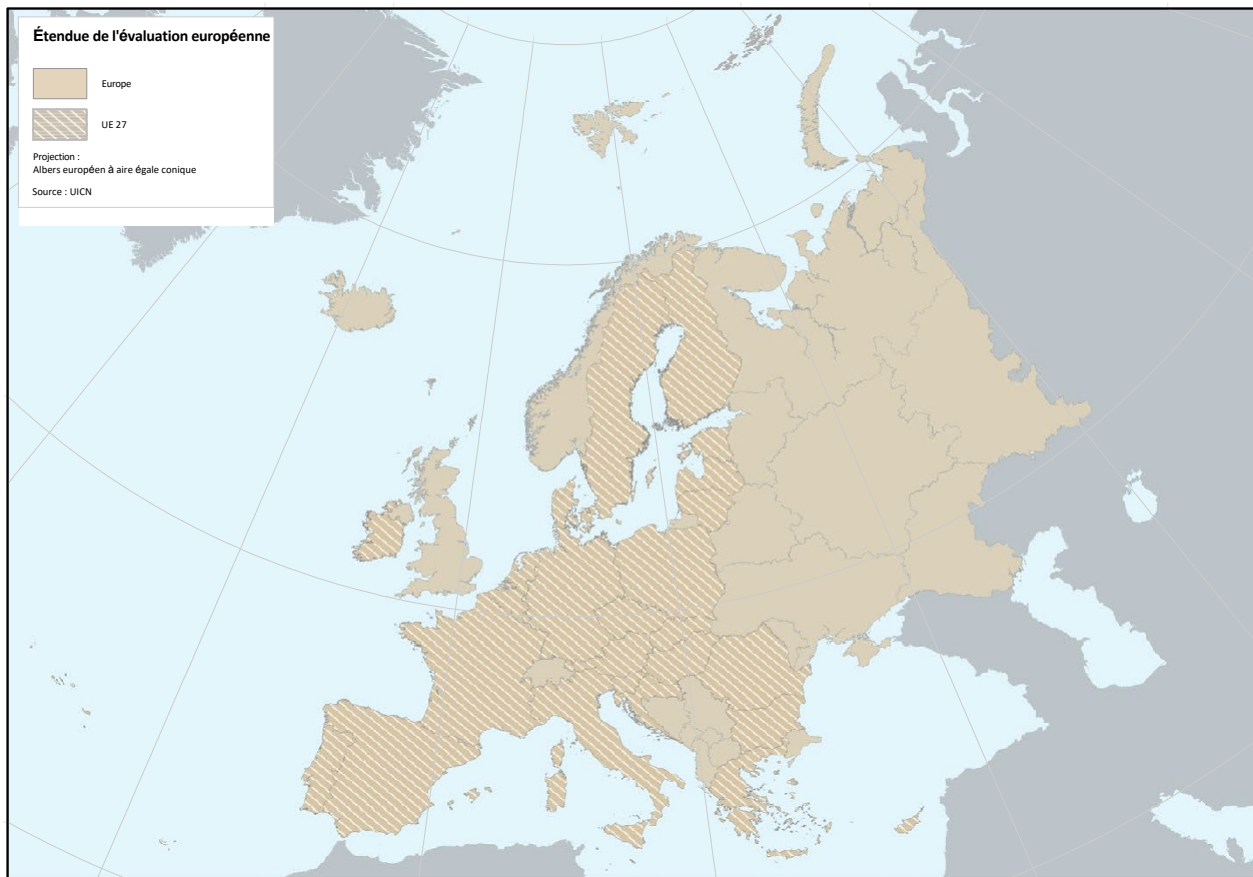 Étendue de l'évaluation européenne
Europe
UE 27
Projection :
Albers européen à aire égale conique
Source : UICN